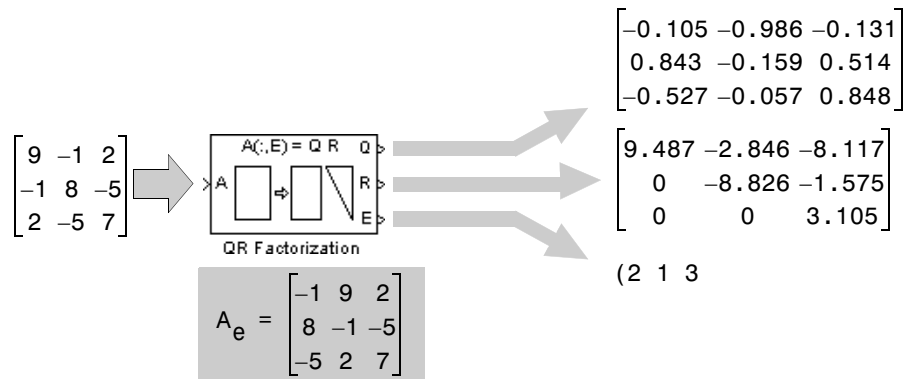 −0.105 −0.986 −0.131
0.843 −0.159 0.514
−0.527 −0.057 0.848
9 −1 2
−1 8 −5
2 −5 7
A(:,E) = Q R
A
Q
R
E
QR Factorization
9.487 −2.846 −8.117
0 −8.826 −1.575
0 0 3.105
(2 1 3
Ae =
−1 9 2
8 −1 −5
−5 2 7